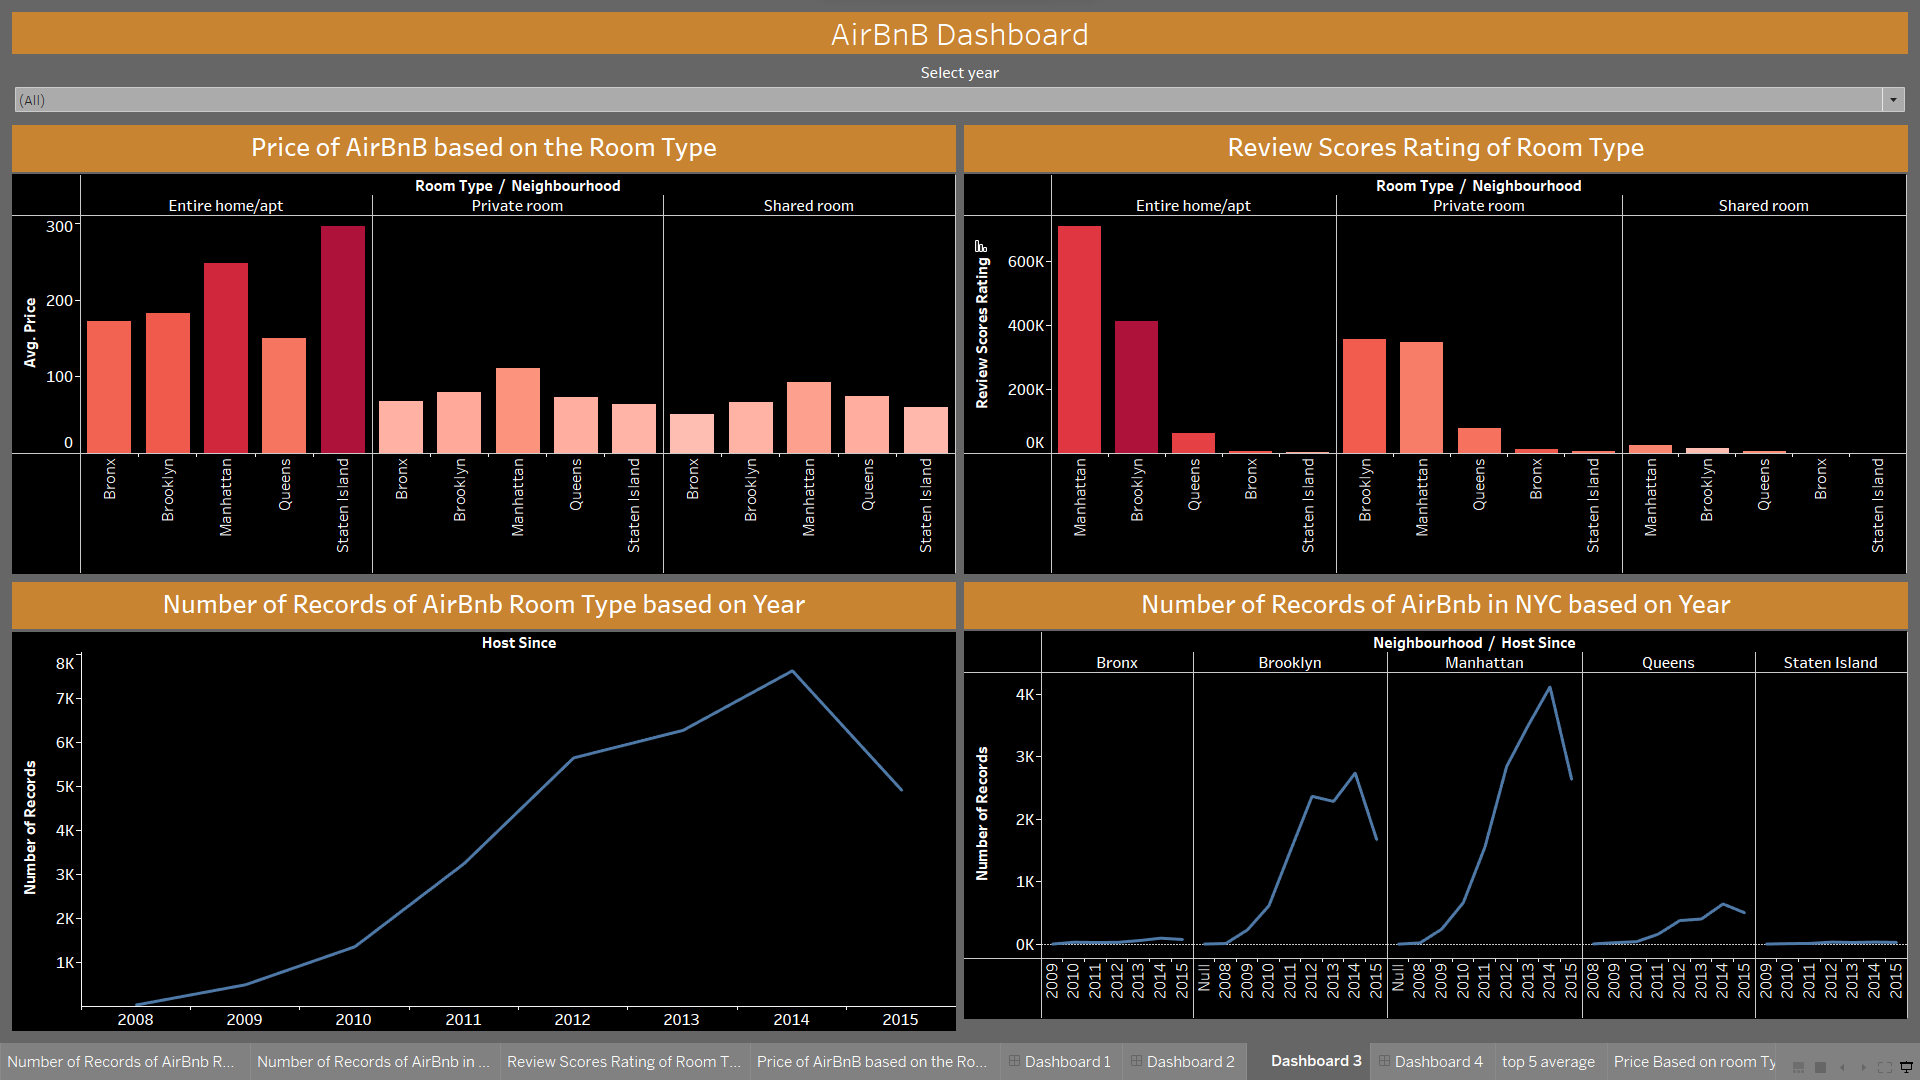 AirBnB Dashboard
Select year
(All)
Price of AirBnB based on the Room Type
Room Type / Neighbourhood
Entire home/apt Private room Shared room
Avg. Price
300
200
100
0
Bronx Brooklyn Manhattan Queens Staten Island Bronx Brooklyn Manhattan Queens Staten Island Bronx Brooklyn Manhattan Queens Staten Island
Review Scores Rating of Room Type
Room Type / Neighbourhood
Entire home/apt Private room Shared room
Review Scores Rating
600K
400K
200K
0K
Manhattan Brooklyn Queens Bronx Staten Island Brooklyn Manhattan Queens Bronx Staten Island Manhattan Brooklyn Queens Bronx Staten Island
Number of Records of AirBnb Room Type based on Year
Host Since
Number of Records
8K
7K
6K
5K
4K
3K
2K
1K
2008 2009 2010 2011 2012 2013 2014 2015
Number of Records of AirBnb in NYC based on Year
Neighbourhood / Host Since
Bronx Brooklyn Manhattan Queens Staten Island
Number of Records
4K
3K
2K
1K
0K
2009 2010 2011 2012 2013 2014 2015 Null 2008 2009 2010 2011 2012 2013 2014 2015 Null 2008 2009 2010 2011 2012 2013 2014 2015 2008 2009 2010 2011 2012 2013 2014 2015 2009 2010 2011 2012 2013 2014 2015
Number of Records of AirBnb R... Number of Records of AirBnb in ... Review Scores Rating of Room T... Price of AirBnB based on the Ro... Dashboard 1 Dashboard 2 Dashboard 3 Dashboard 4 top 5 average Price Based on room Ty